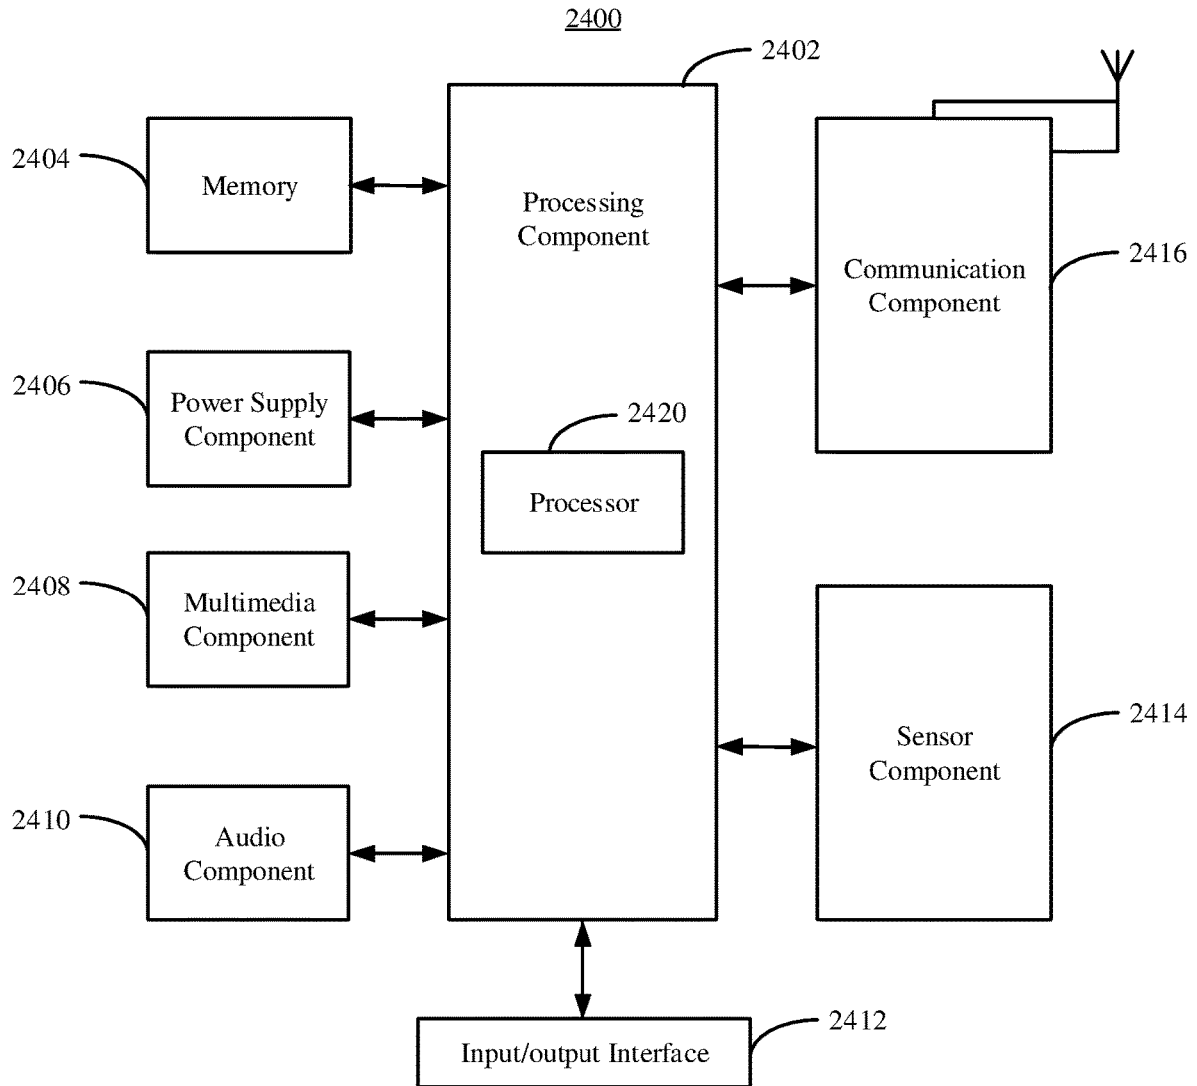 2400
2402
2404
Memory
Processing
Component
Communication
Component
2416
2406
Power Supply
Component
2420
Processor
2408
Multimedia
Component
Sensor
Component
2414
2410
Audio
Component
2412
Input/output Interface